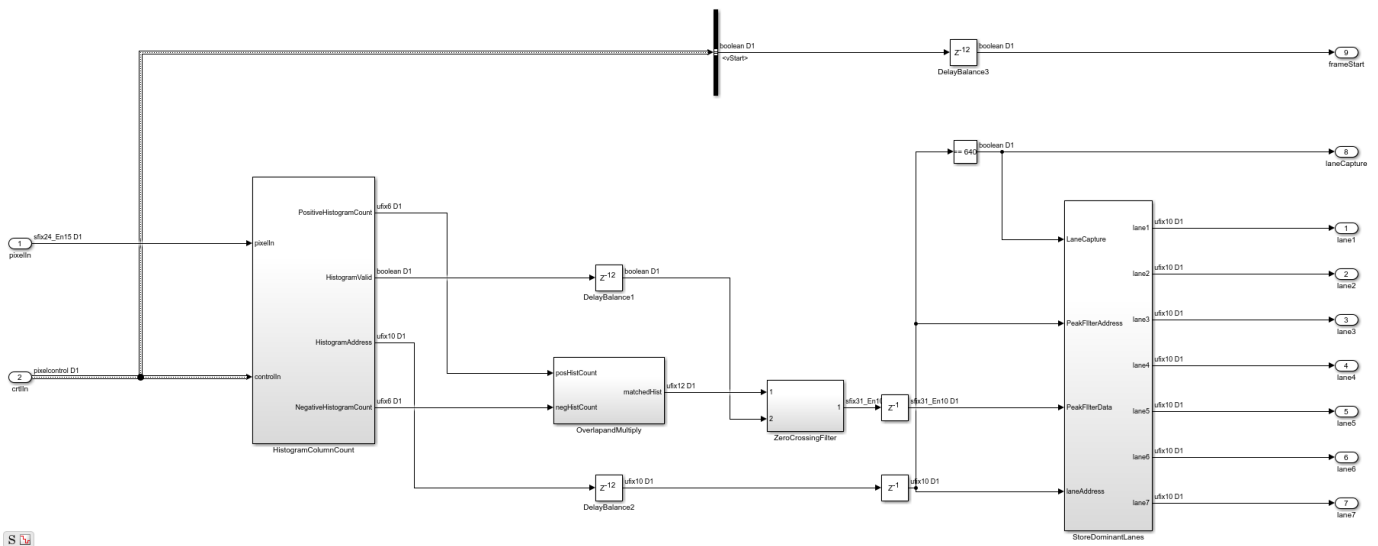 boolean D1
<vStart>
z-12
boolean D1
DelayBalance3
9
frameStart
== 640
boolean D1
8
laneCapture
sfix24_En15 D1
1
pixelIn
pixelcontrol D1
2
crtlIn
pixelIn
controlIn
PositiveHistogramCount
HistogramValid
HistogramAddress
NegativeHistogramCount
HistogramColumnCount
ufix6 D1
boolean D1
ufix10 D1
ufix6 D1
z-12
boolean D1
DelayBalance1
posHistCount
negHistCount
matchedHist
OverlapandMultiply
ufix12 D1
1
2
1
ZeroCrossingFilter
sfix31_En10
z-1
sfix31_En10 D1
z-12
ufix10 D1
DelayBalance2
z-1
ufix10 D1
LaneCapture
PeakFIlterAddress
PeakFIlterData
laneAddress
lane1
lane2
lane3
lane4
lane5
lane6
lane7
StoreDominantLanes
ufix10 D1
1
lane1
ufix10 D1
2
lane2
ufix10 D1
3
lane3
ufix10 D1
4
lane4
ufix10 D1
5
lane5
ufix10 D1
6
lane6
ufix10 D1
7
lane7
S